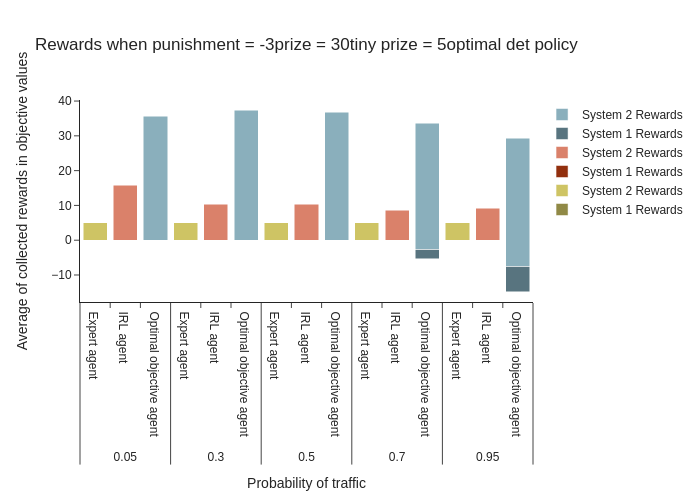 Rewards when punishment = -3prize = 30tiny prize = 5optimal det policy
Average of collected rewards in objective values
40
30
20
10
0
−10
System 2 Rewards
System 1 Rewards
System 2 Rewards
System 1 Rewards
System 2 Rewards
System 1 Rewards
Expert agent
IRL agent
Optimal objective agent
Expert agent
IRL agent
Optimal objective agent
Expert agent
IRL agent
Optimal objective agent
Expert agent
IRL agent
Optimal objective agent
Expert agent
IRL agent
Optimal objective agent
0.05
0.3
0.5
0.7
0.95
Probability of traffic